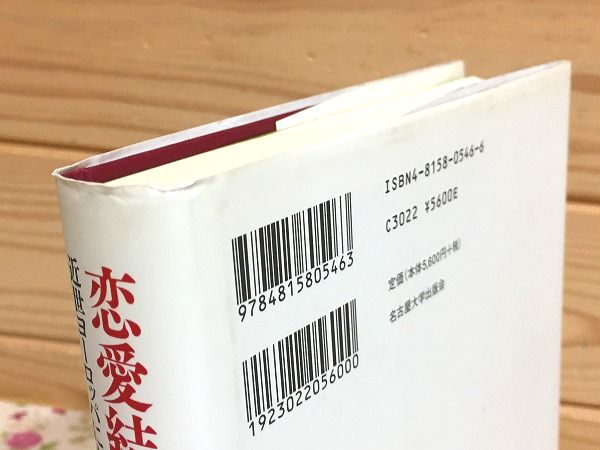 恋愛結
近世ヨーロッパに
ISBN4-8158-0546-6
C3022 ¥5600E
定価(本体5,600円+税)
名古屋大学出版会
9784815805463
1923022056000